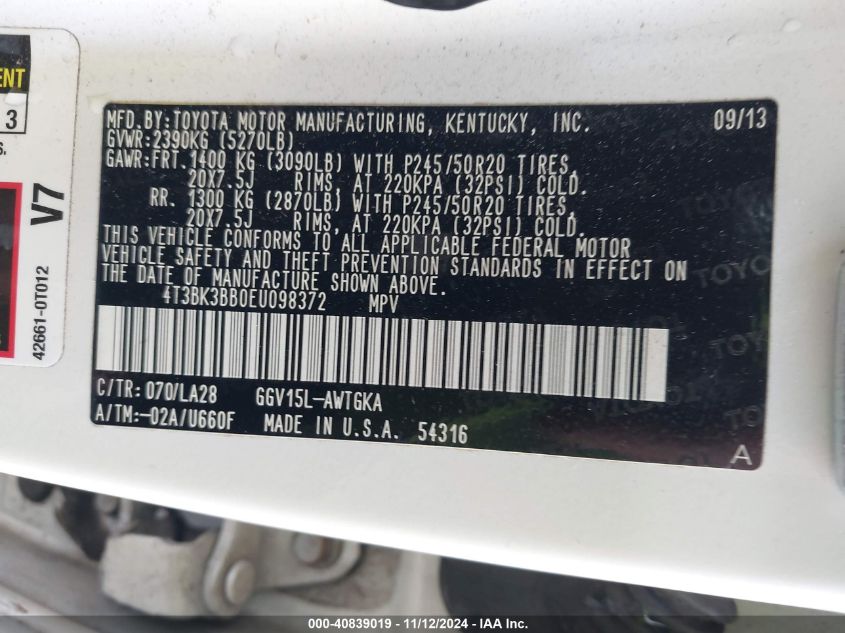 ENT
13
S.
V7
42661-0T012
MFD.BY:TOYOTA MOTOR MANUFACTURING, KENTUCKY, INC. 09/13
GVWR:2390KG (5270LB)
GAWR:FRT.1400 KG (3090LB) WITH P245/50R20 TIRES,
20X7.5J RIMS, AT 220KPA (32PSI) COLD.
RR. 1300 KG (2870LB) WITH P245/50R20 TIRES,
20X7.5J RIMS, AT 220KPA (32PSI) COLD.
THIS VEHICLE CONFORMS TO ALL APPLICABLE FEDERAL MOTOR
VEHICLE SAFETY AND THEFT PREVENTION STANDARDS IN EFFECT ON
THE DATE OF MANUFACTURE SHOWN ABOVE.
4T3BK3BB0EU098372 MPV
C/TR: 070/LA28 GGV15L-AWTGKA
A/TM:-02A/U660F MADE IN U.S.A. 54316
A
000-40839019 - 11/12/2024 - IAA Inc.